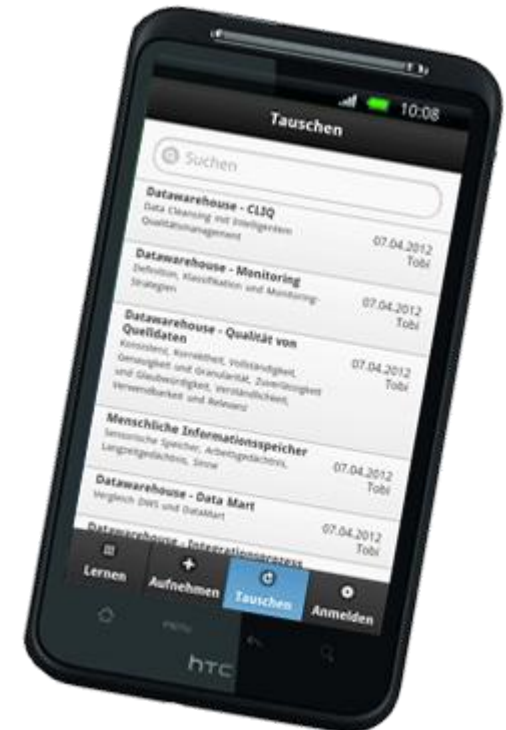 10:08
Tauschen
Suchen
Datawarehouse - CLIQ
Data Cleansing mit intelligentem
Qualitätsmanagement
07.04.2012
Tobi
Datawarehouse - Monitoring
Definition, Klassifikation und Monitoring-
Strategien
07.04.2012
Tobi
Datawarehouse - Qualität von
Quelldaten
Konsistenz, Korrektheit, Vollständigkeit,
Genauigkeit und Granularität, Zuverlässigkeit
und Glaubwürdigkeit, Verständlichkeit,
Verwendbarkeit und Relevanz
07.04.2012
Tobi
Menschliche Informationsspeicher
Sensorische Speicher, Arbeitsgedächtnis,
Langzeitgedächtnis, Sinne
07.04.2012
Tobi
Datawarehouse - Data Mart
Vergleich DWS und DataMart
07.04.2012
Tobi
Datawarehouse - Integrationsprozess
Lernen
Aufnehmen
Tauschen
Anmelden
MENU
hTC